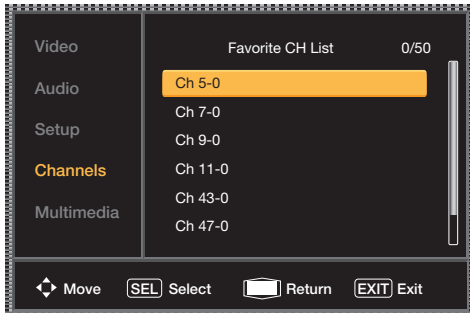 Video
Audio
Setup
Channels
Multimedia
Favorite CH List 0/50
Ch 5-0
Ch 7-0
Ch 9-0
Ch 11-0
Ch 43-0
Ch 47-0
Move SEL Select Return EXIT Exit